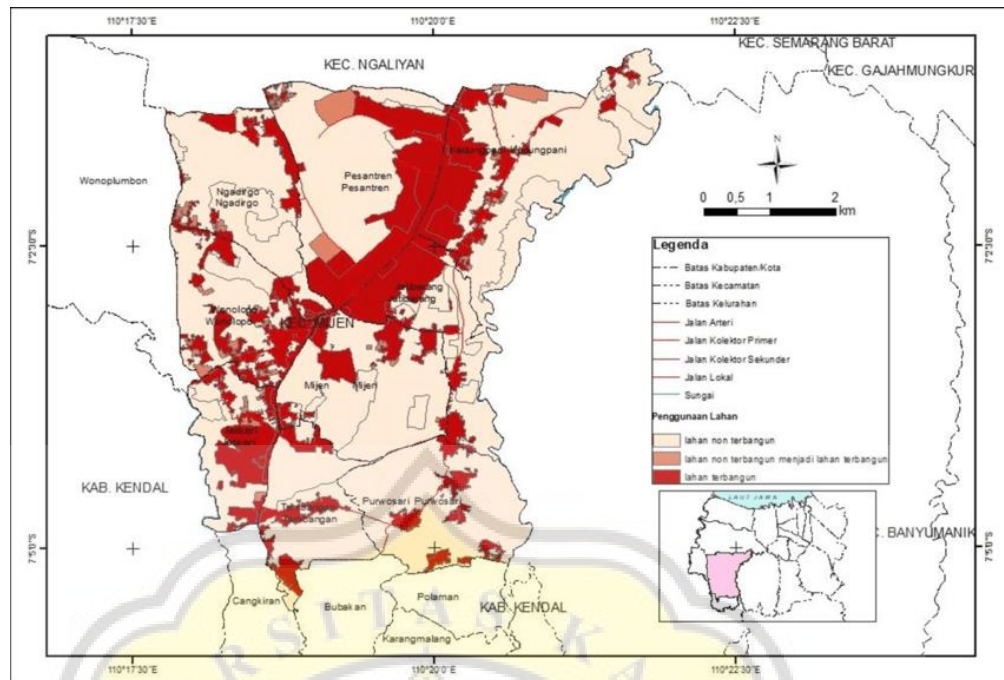 110°17'30"E
110°20'0"E
110°22'30"E
KEC. SEMARANG BARAT
KEC. NGALIYAN
KEC. GAJAHMUNGKUR
N
Wonoplumbon
Pesantren
Pesantren
Kedungpani
Ngadirgo
Ngadirgo
0 0,5 1 2
km
7°2'30"S
7°2'30"S
Legenda
Batas Kabupaten/Kota
Batas Kecamatan
Batas Kelurahan
Jalan Arteri
Jalan Kolektor Primer
Jalan Kolektor Sekunder
Jalan Lokal
Sungai
Penggunaan Lahan
lahan non terbangun
lahan non terbangun menjadi lahan terbangun
lahan terbangun
Wonolopo
KEC. MIJEN
Mijen Mijen
KAB. KENDAL
Purwosari Purwosari
LAUT JAWA
C. BANYUMANIK
7°5'0"S
7°5'0"S
Cangkiran
Bubakan
Polaman
KAB. KENDAL
Karangmalang
R S I T A S K A
110°17'30"E
110°20'0"E
110°22'30"E